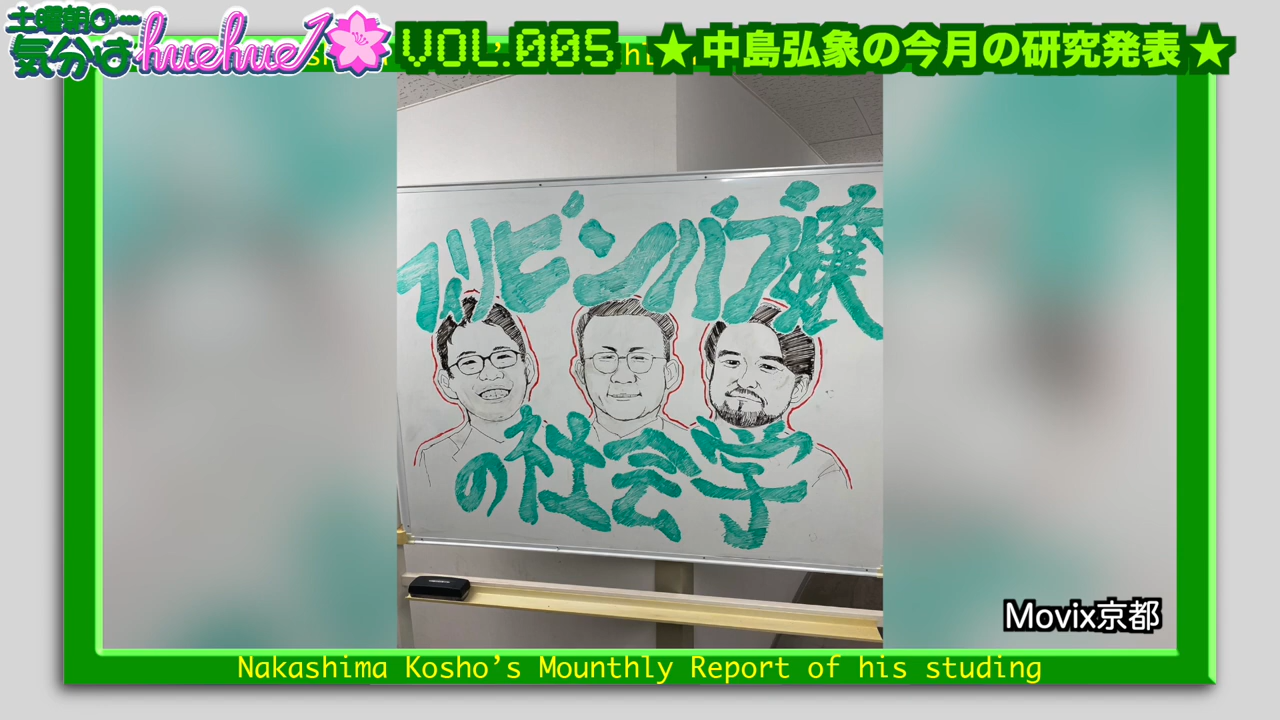 土曜朝の…
気分はhuehue♪
VOL.005
★中島弘象の今月の研究発表★
フリピンパブ嬢
の社会学
Movix京都
Nakashima Kosho’s Mounthly Report of his studing